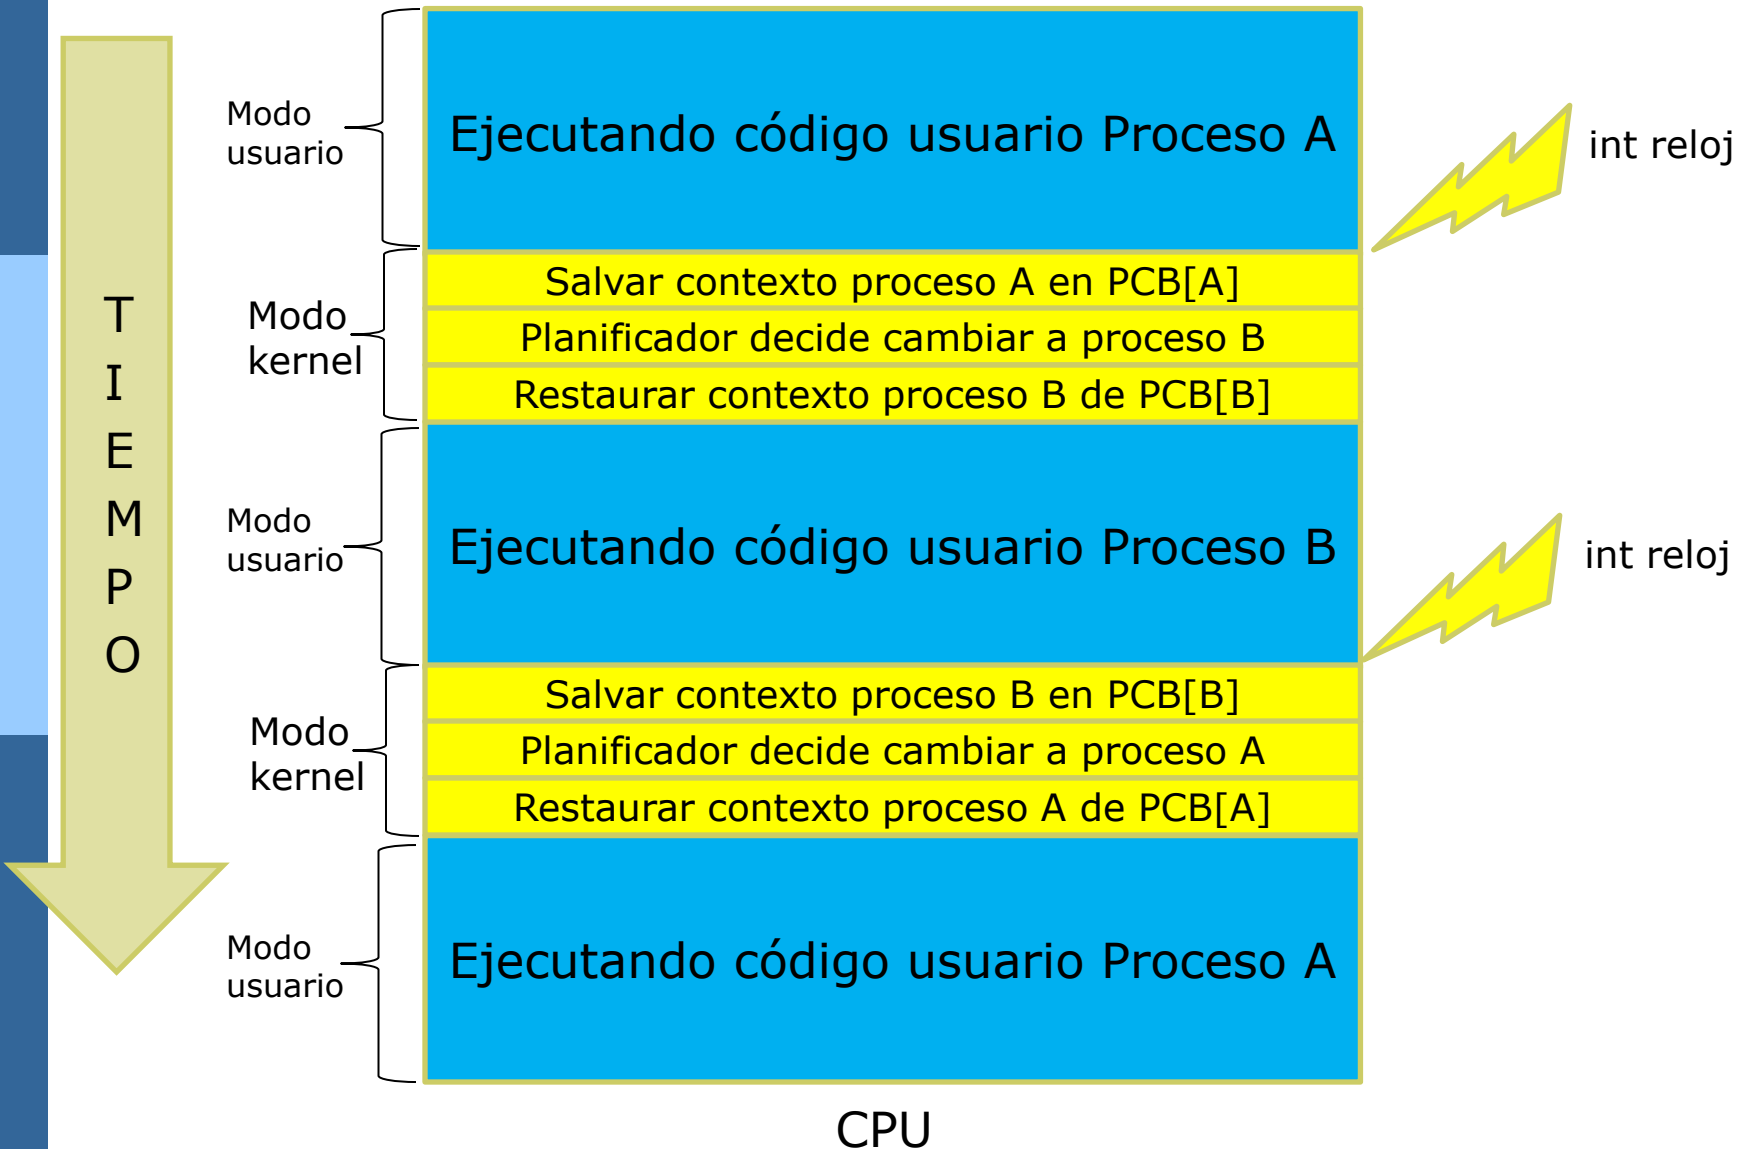 T
I
E
M
P
O
Modo
usuario
Ejecutando código usuario Proceso A
int reloj
Modo
kernel
Salvar contexto proceso A en PCB[A]
Planificador decide cambiar a proceso B
Restaurar contexto proceso B de PCB[B]
Modo
usuario
Ejecutando código usuario Proceso B
int reloj
Modo
kernel
Salvar contexto proceso B en PCB[B]
Planificador decide cambiar a proceso A
Restaurar contexto proceso A de PCB[A]
Modo
usuario
Ejecutando código usuario Proceso A
CPU